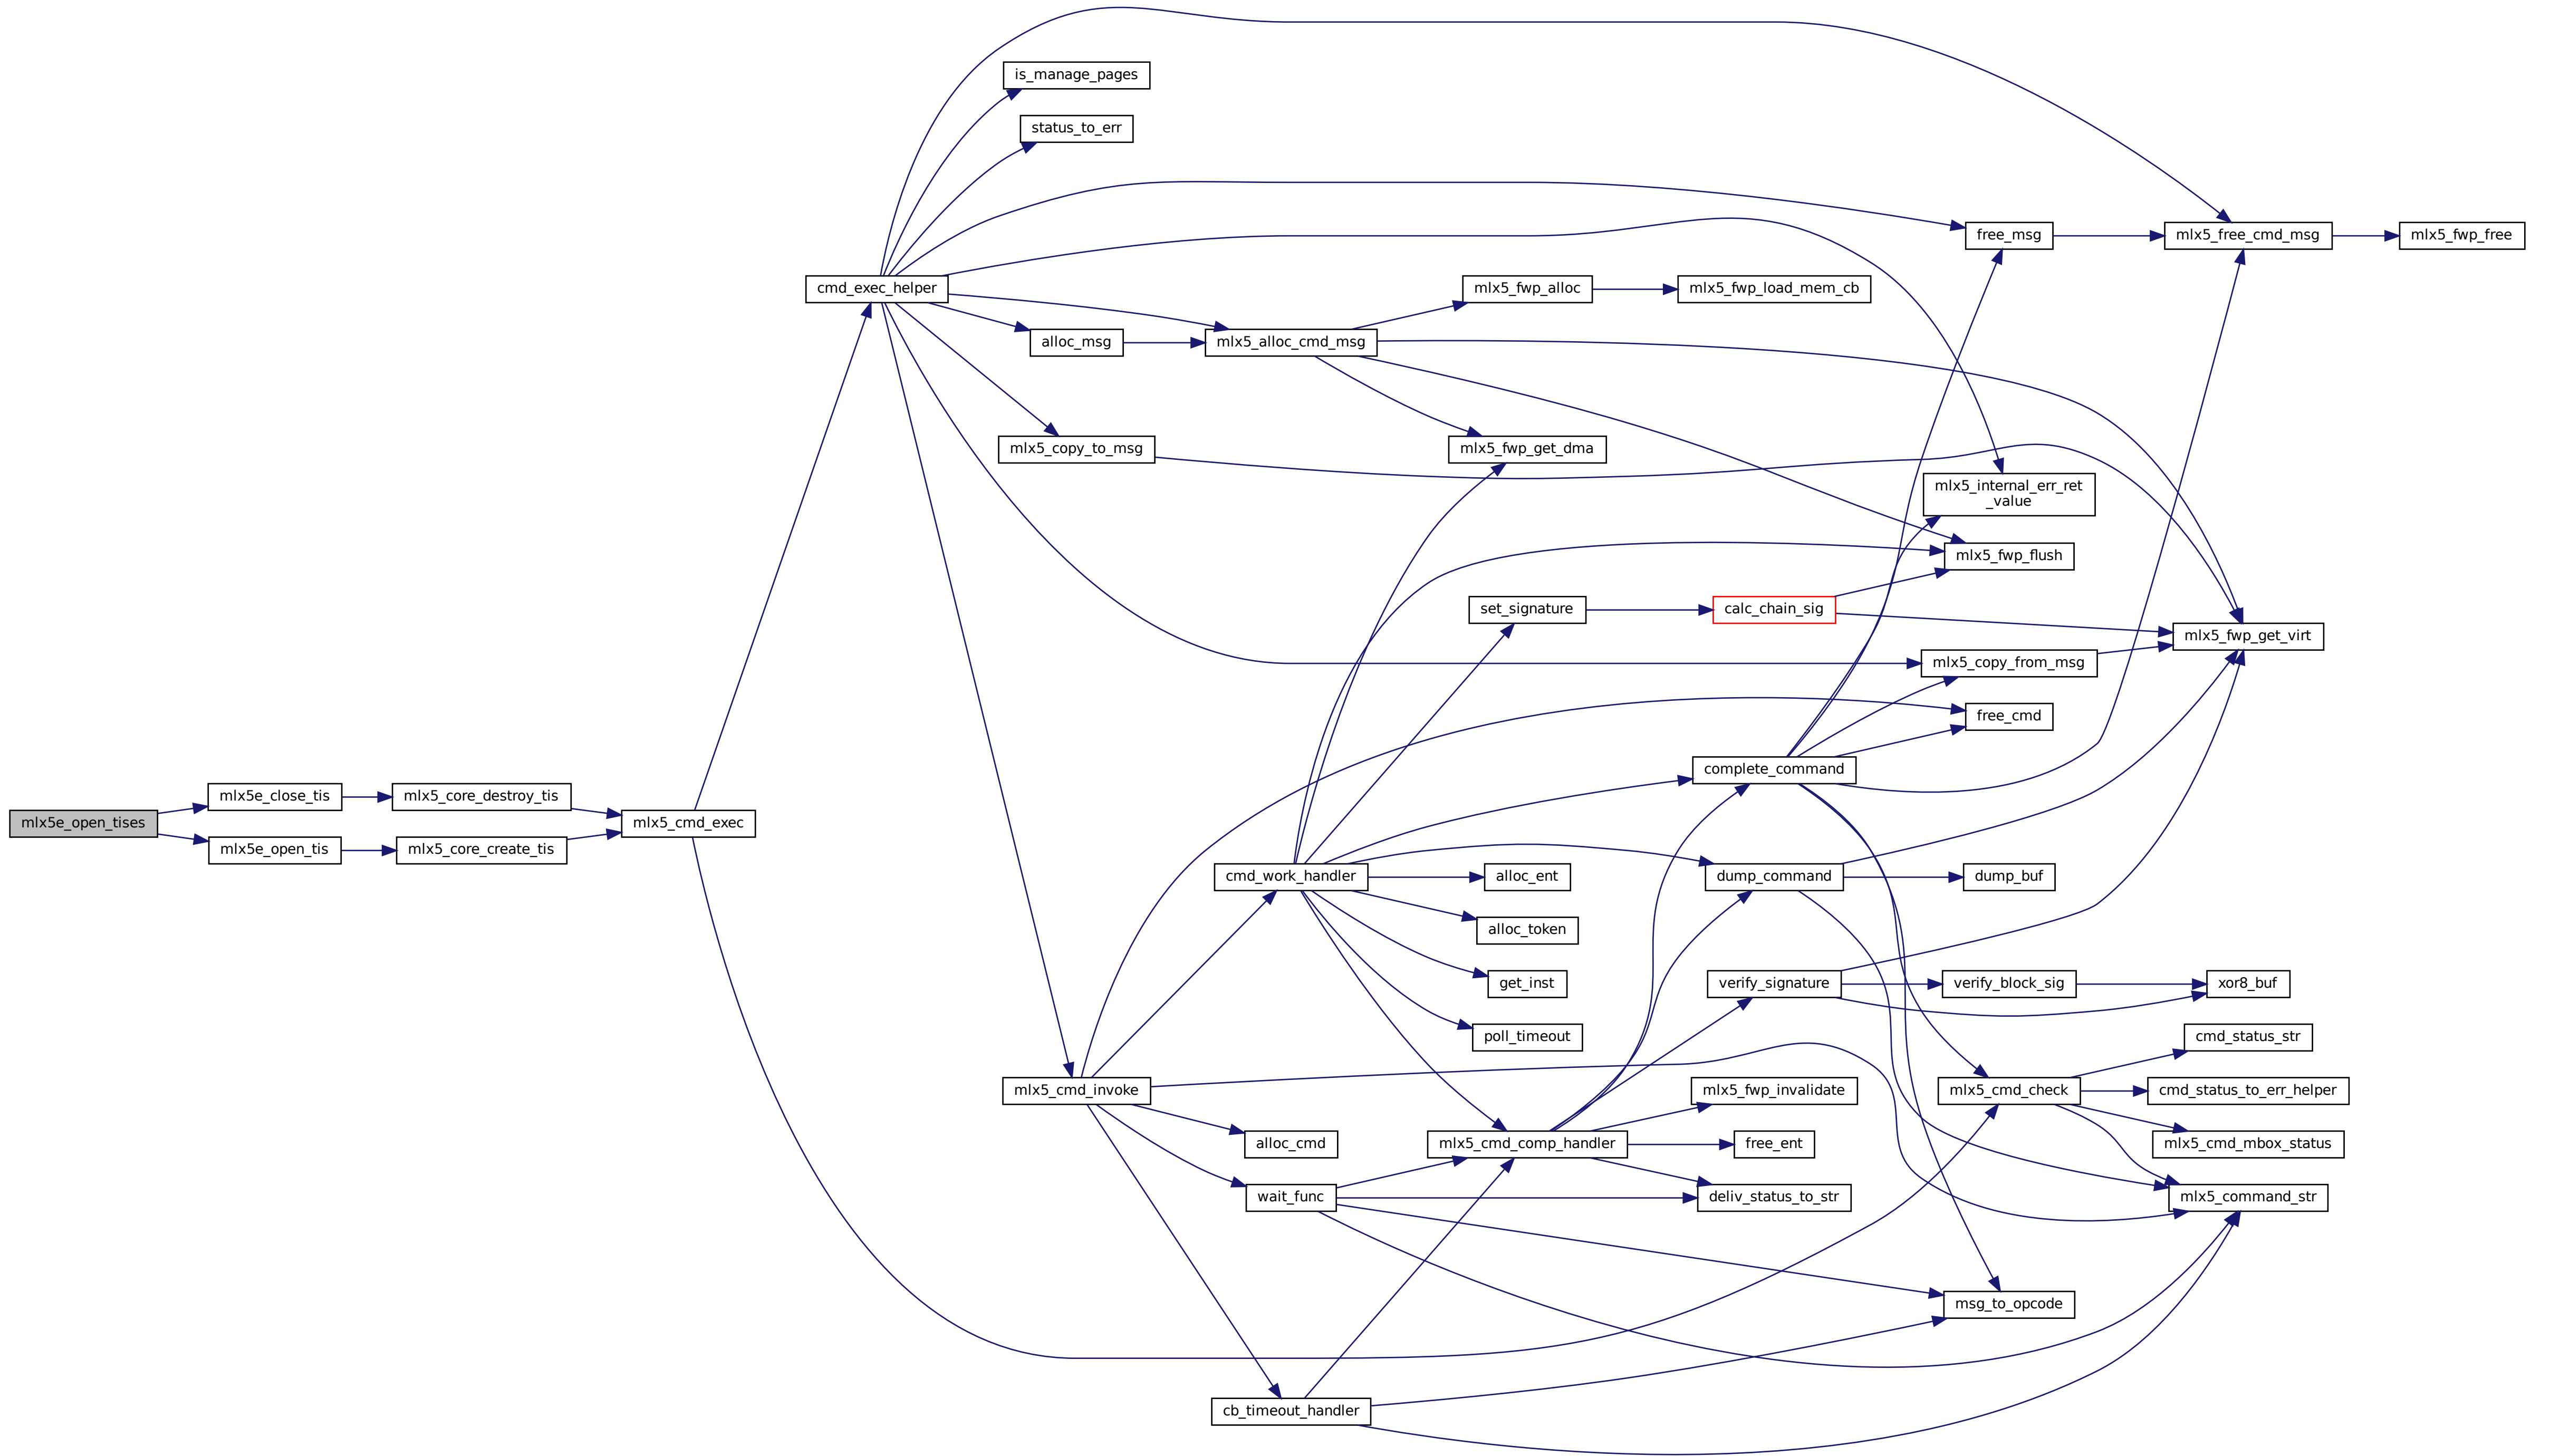 is_manage_pages
status_to_err
free_msg
mlx5_free_cmd_msg
mlx5_fwp_free
cmd_exec_helper
mlx5_fwp_alloc
mlx5_fwp_load_mem_cb
alloc_msg
mlx5_alloc_cmd_msg
mlx5_copy_to_msg
mlx5_fwp_get_dma
mlx5_internal_err_ret
_value
mlx5_fwp_flush
set_signature
calc_chain_sig
mlx5_fwp_get_virt
mlx5_copy_from_msg
free_cmd
complete_command
mlx5e_close_tis
mlx5_core_destroy_tis
mlx5e_open_tises
mlx5_cmd_exec
mlx5e_open_tis
mlx5_core_create_tis
cmd_work_handler
alloc_ent
dump_command
dump_buf
alloc_token
get_inst
verify_signature
verify_block_sig
xor8_buf
poll_timeout
cmd_status_str
mlx5_cmd_invoke
mlx5_fwp_invalidate
mlx5_cmd_check
cmd_status_to_err_helper
alloc_cmd
mlx5_cmd_comp_handler
free_ent
mlx5_cmd_mbox_status
wait_func
deliv_status_to_str
mlx5_command_str
msg_to_opcode
cb_timeout_handler